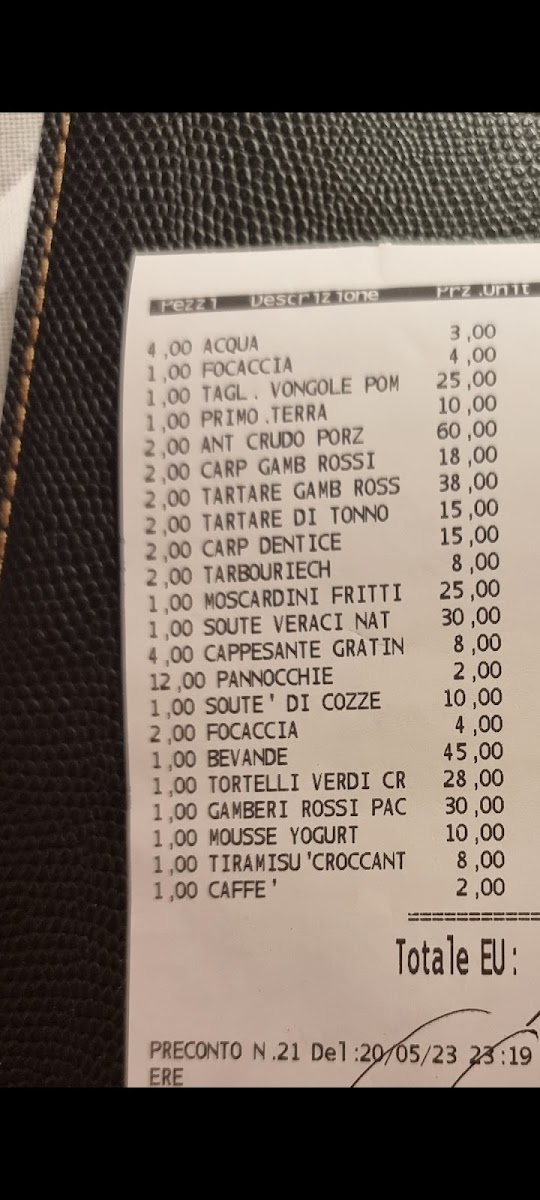 Pezzi Descrizione Prz.Unit
4,00 ACQUA 3,00
1,00 FOCACCIA 4,00
1,00 TAGL. VONGOLE POM 25,00
1,00 PRIMO.TERRA 10,00
2,00 ANT CRUDO PORZ 60,00
2,00 CARP GAMB ROSSI 18,00
2,00 TARTARE GAMB ROSS 38,00
2,00 TARTARE DI TONNO 15,00
2,00 CARP DENTICE 15,00
2,00 TARBOURIECH 8,00
1,00 MOSCARDINI FRITTI 25,00
1,00 SOUTE VERACI NAT 30,00
4,00 CAPPESANTE GRATIN 8,00
12,00 PANNOCCHIE 2,00
1,00 SOUTE' DI COZZE 10,00
2,00 FOCACCIA 4,00
1,00 BEVANDE 45,00
1,00 TORTELLI VERDI CR 28,00
1,00 GAMBERI ROSSI PAC 30,00
1,00 MOUSSE YOGURT 10,00
1,00 TIRAMISU'CROCCANT 8,00
1,00 CAFFE' 2,00
==============
Totale EU:
PRECONTO N.21 Del:20/05/23 23:19
ERE